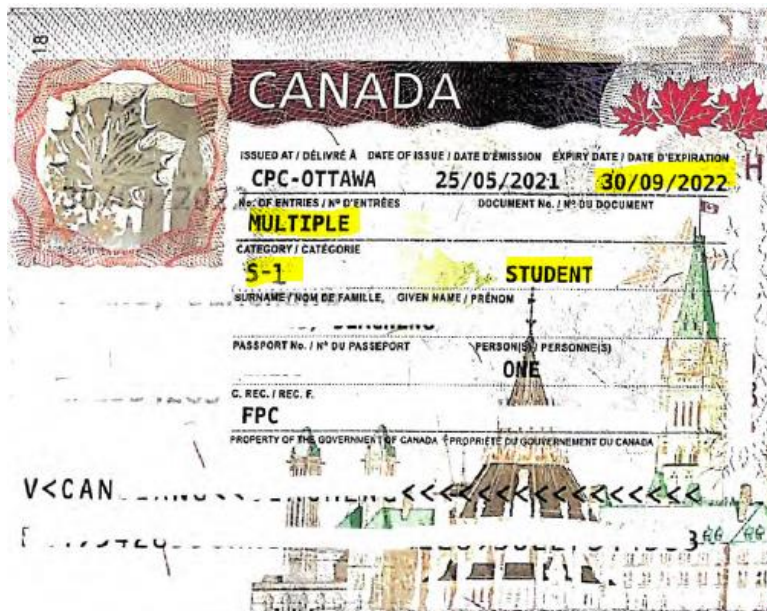 18
CANADA
ISSUED AT / DÉLIVRÉ À DATE OF ISSUE / DATE D'ÉMISSION EXPIRY DATE / DATE D'EXPIRATION
CPC-OTTAWA 25/05/2021 30/09/2022
No. OF ENTRIES / Nº D'ENTRÉES DOCUMENT No. / Nº DU DOCUMENT
MULTIPLE
CATEGORY / CATÉGORIE
S-1 STUDENT
SURNAME / NOM DE FAMILLE, GIVEN NAME / PRÉNOM
PASSPORT No. / Nº DU PASSEPORT PERSON(S) / PERSONNE(S)
ONE
C. REC. / REC. F.
FPC
PROPERTY OF THE GOVERNMENT OF CANADA PROPRIÉTÉ DU GOUVERNEMENT DU CANADA
V<CAN